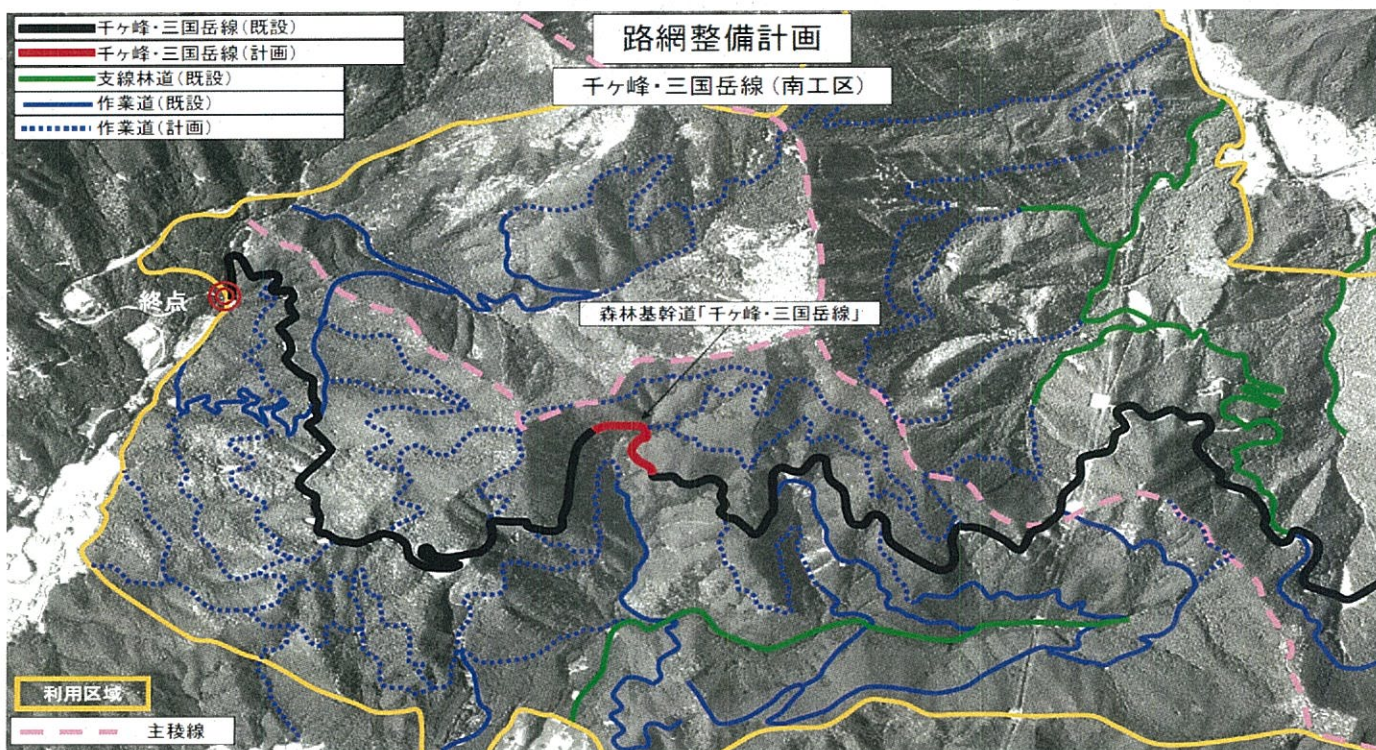 千ヶ峰・三国岳線(既設)
千ヶ峰・三国岳線(計画)
支線林道(既設)
作業道(既設)
作業道(計画)
路網整備計画
千ヶ峰・三国岳線(南工区)
終点
森林基幹道「千ヶ峰・三国岳線」
利用区域
主稜線